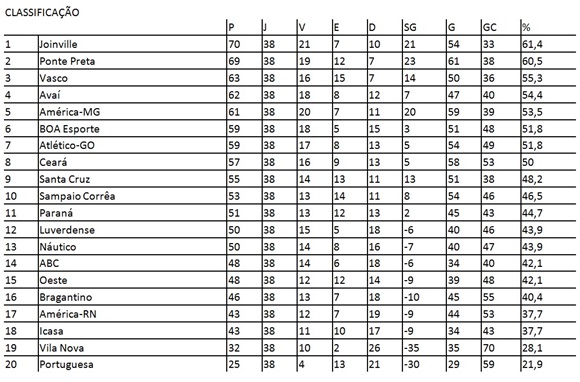 CLASSIFICAÇÃO
P J V E D SG G GC %
1 Joinville 70 38 21 7 10 21 54 33 61,4
2 Ponte Preta 69 38 19 12 7 23 61 38 60,5
3 Vasco 63 38 16 15 7 14 50 36 55,3
4 Avaí 62 38 18 8 12 7 47 40 54,4
5 América-MG 61 38 20 7 11 20 59 39 53,5
6 BOA Esporte 59 38 18 5 15 3 51 48 51,8
7 Atlético-GO 59 38 17 8 13 5 54 49 51,8
8 Ceará 57 38 16 9 13 5 58 53 50
9 Santa Cruz 55 38 14 13 11 13 51 38 48,2
10 Sampaio Corrêa 53 38 13 14 11 8 54 46 46,5
11 Paraná 51 38 13 12 13 2 45 43 44,7
12 Luverdense 50 38 15 5 18 -6 40 46 43,9
13 Náutico 50 38 14 8 16 -7 40 47 43,9
14 ABC 48 38 14 6 18 -6 34 40 42,1
15 Oeste 48 38 12 12 14 -9 39 48 42,1
16 Bragantino 46 38 13 7 18 -10 45 55 40,4
17 América-RN 43 38 12 7 19 -9 44 53 37,7
18 Icasa 43 38 11 10 17 -9 34 43 37,7
19 Vila Nova 32 38 10 2 26 -35 35 70 28,1
20 Portuguesa 25 38 4 13 21 -30 29 59 21,9